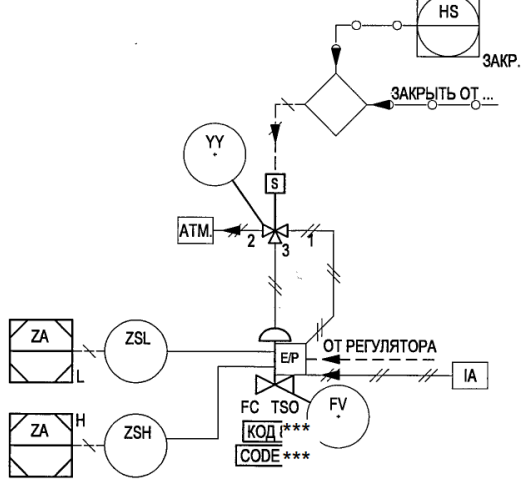 HS
ЗАКР.
ЗАКРЫТЬ ОТ ...
YY
S
АТМ.
2
3
1
ZA
L
ZSL
E/P
ОТ РЕГУЛЯТОРА
IA
ZA
H
ZSH
FC TSO
FV
КОД ***
CODE ***